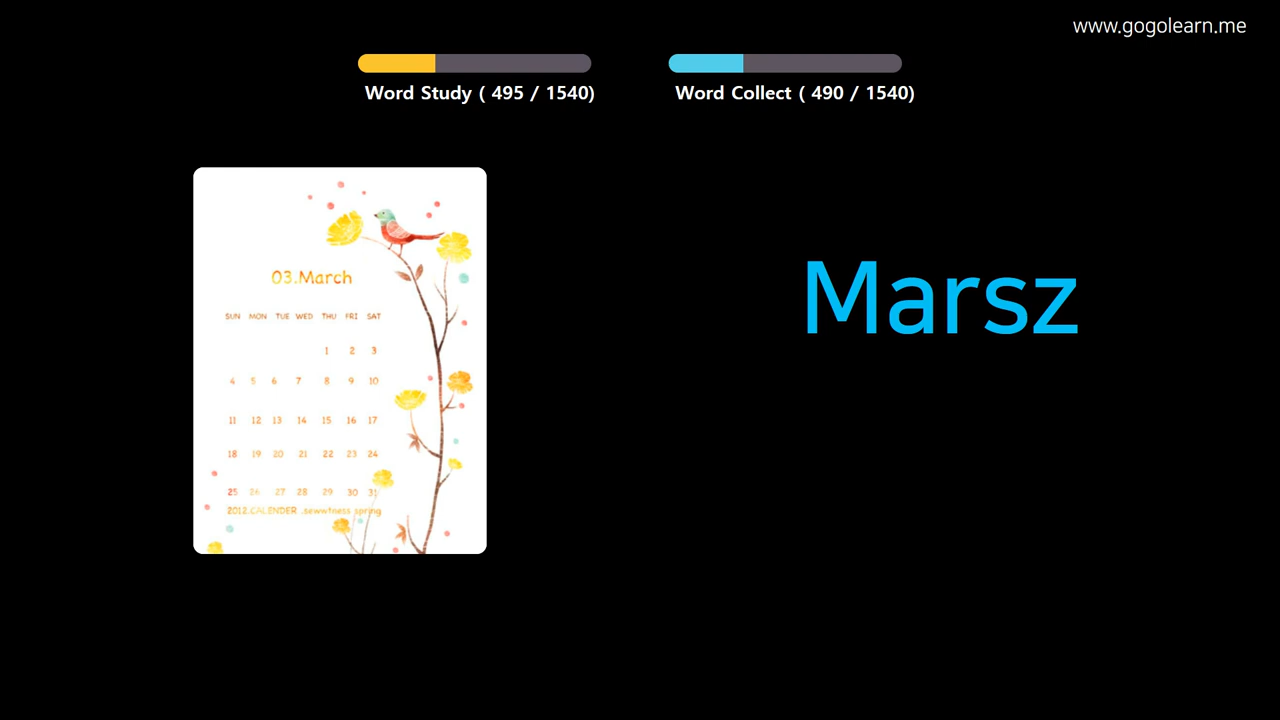 www.gogolearn.me
Word Study ( 495 / 1540)
Word Collect ( 490 / 1540)
03.March
SUN MON TUE WED THU FRI SAT
1 2 3
4 5 6 7 8 9 10
11 12 13 14 15 16 17
18 19 20 21 22 23 24
25 26 27 28 29 30 31
2012.CALENDER .sewwtness spring
Marsz